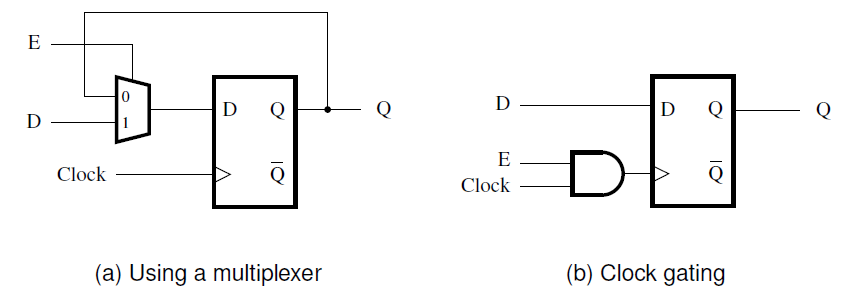 E
0
D
1
D Q
Q
Clock
Q̅
(a) Using a multiplexer
D
D Q
Q
E
Clock
Q̅
(b) Clock gating